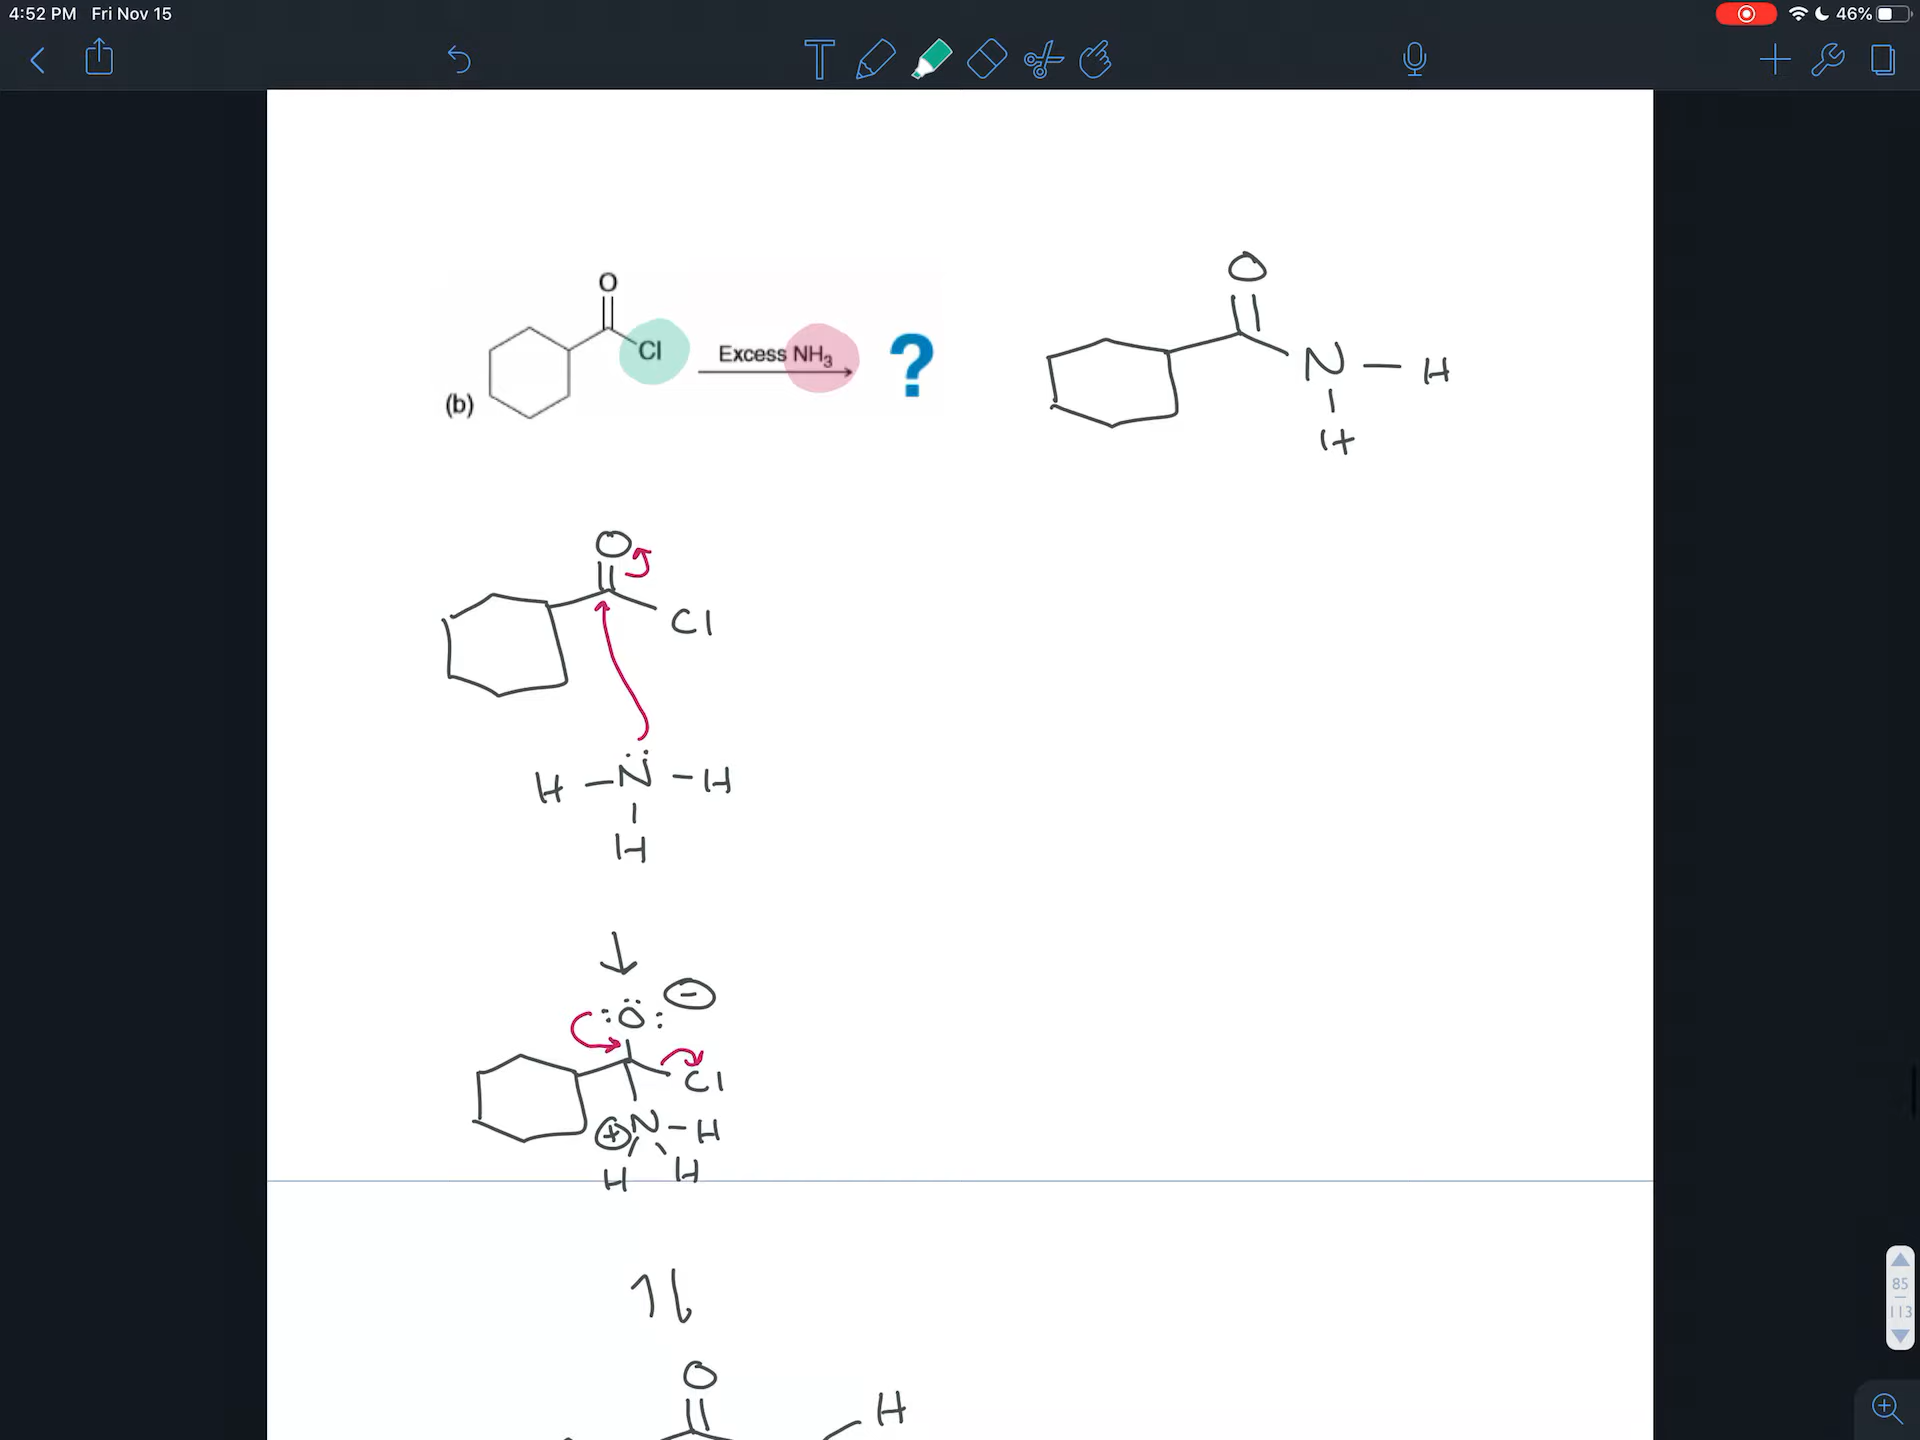 4:52 PM Fri Nov 15
46%
O
Cl
Excess NH3
?
(b)
O
N — H
H
O
Cl
H – N – H
H
:O: ⊖
Cl
⊕N – H
H H
O
H
85
113